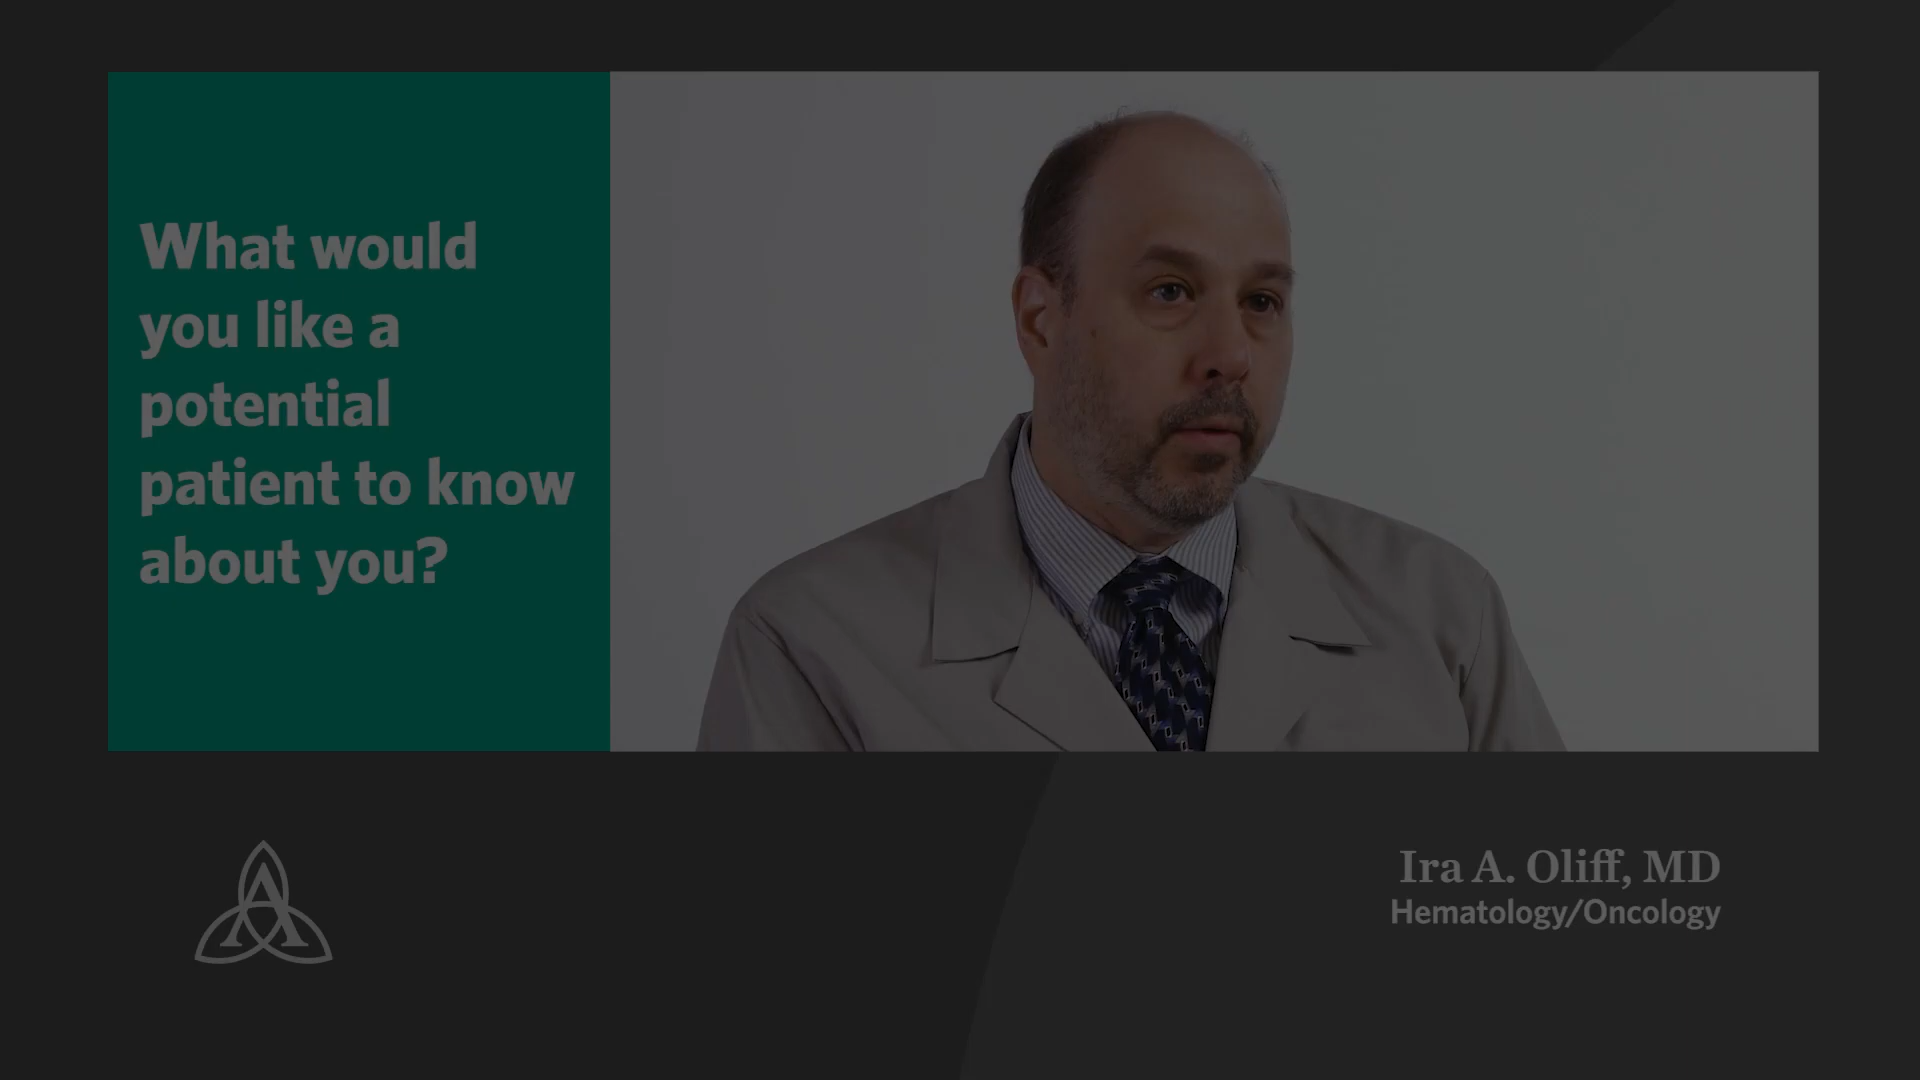 What would
you like a
potential
patient to know
about you?
A
Ira A. Oliff, MD
Hematology/Oncology